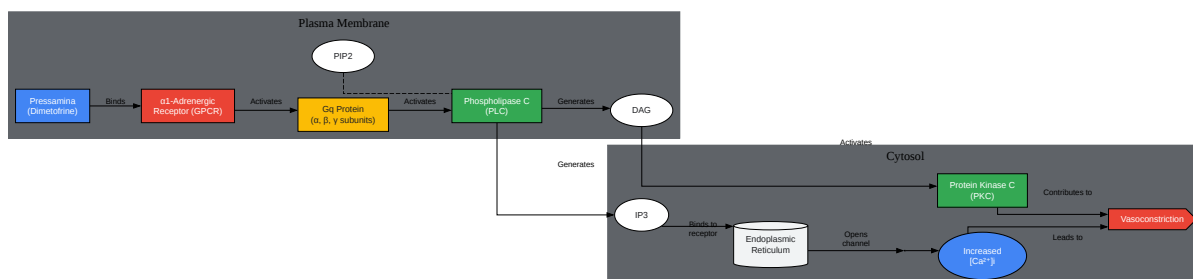 Plasma Membrane
PIP2
Pressamina
(Dimetofrine)
Binds
α1-Adrenergic
Receptor (GPCR)
Activates
Gq Protein
(α, β, γ subunits)
Activates
Phospholipase C
(PLC)
Generates
DAG
Generates
Activates
Cytosol
Protein Kinase C
(PKC)
Contributes to
Vasoconstriction
IP3
Binds to
receptor
Endoplasmic
Reticulum
Opens
channel
Increased
[Ca²⁺]i
Leads to